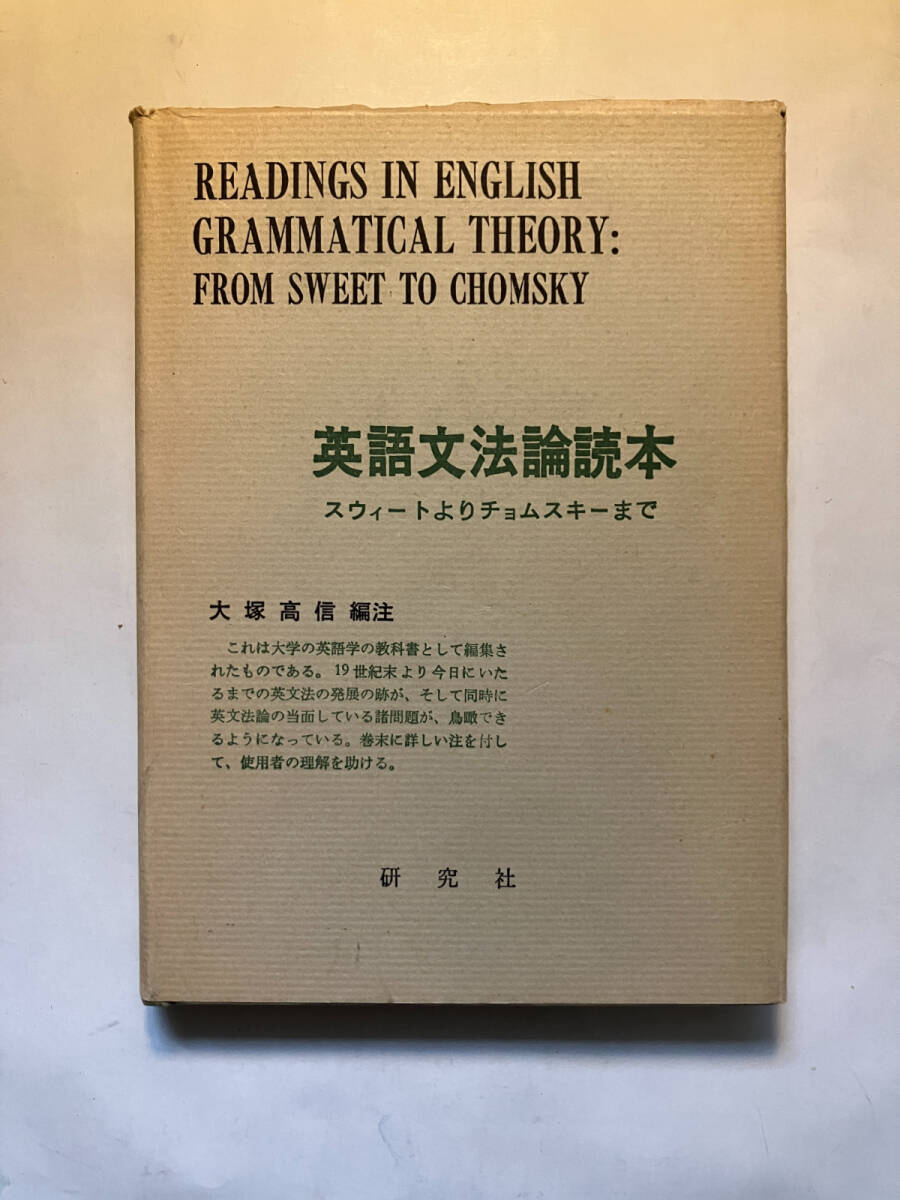 READINGS IN ENGLISH
GRAMMATICAL THEORY:
FROM SWEET TO CHOMSKY
英語文法論読本
スウィートよりチョムスキーまで
大塚高信 編注
これは大学の英語学の教科書として編集さ
れたものである。19世紀末より今日にいた
るまでの英文法の発展の跡が、そして同時に
英文法論の当面している諸問題が、鳥瞰でき
るようになっている。巻末に詳しい注を付し
て、使用者の理解を助ける。
研究社